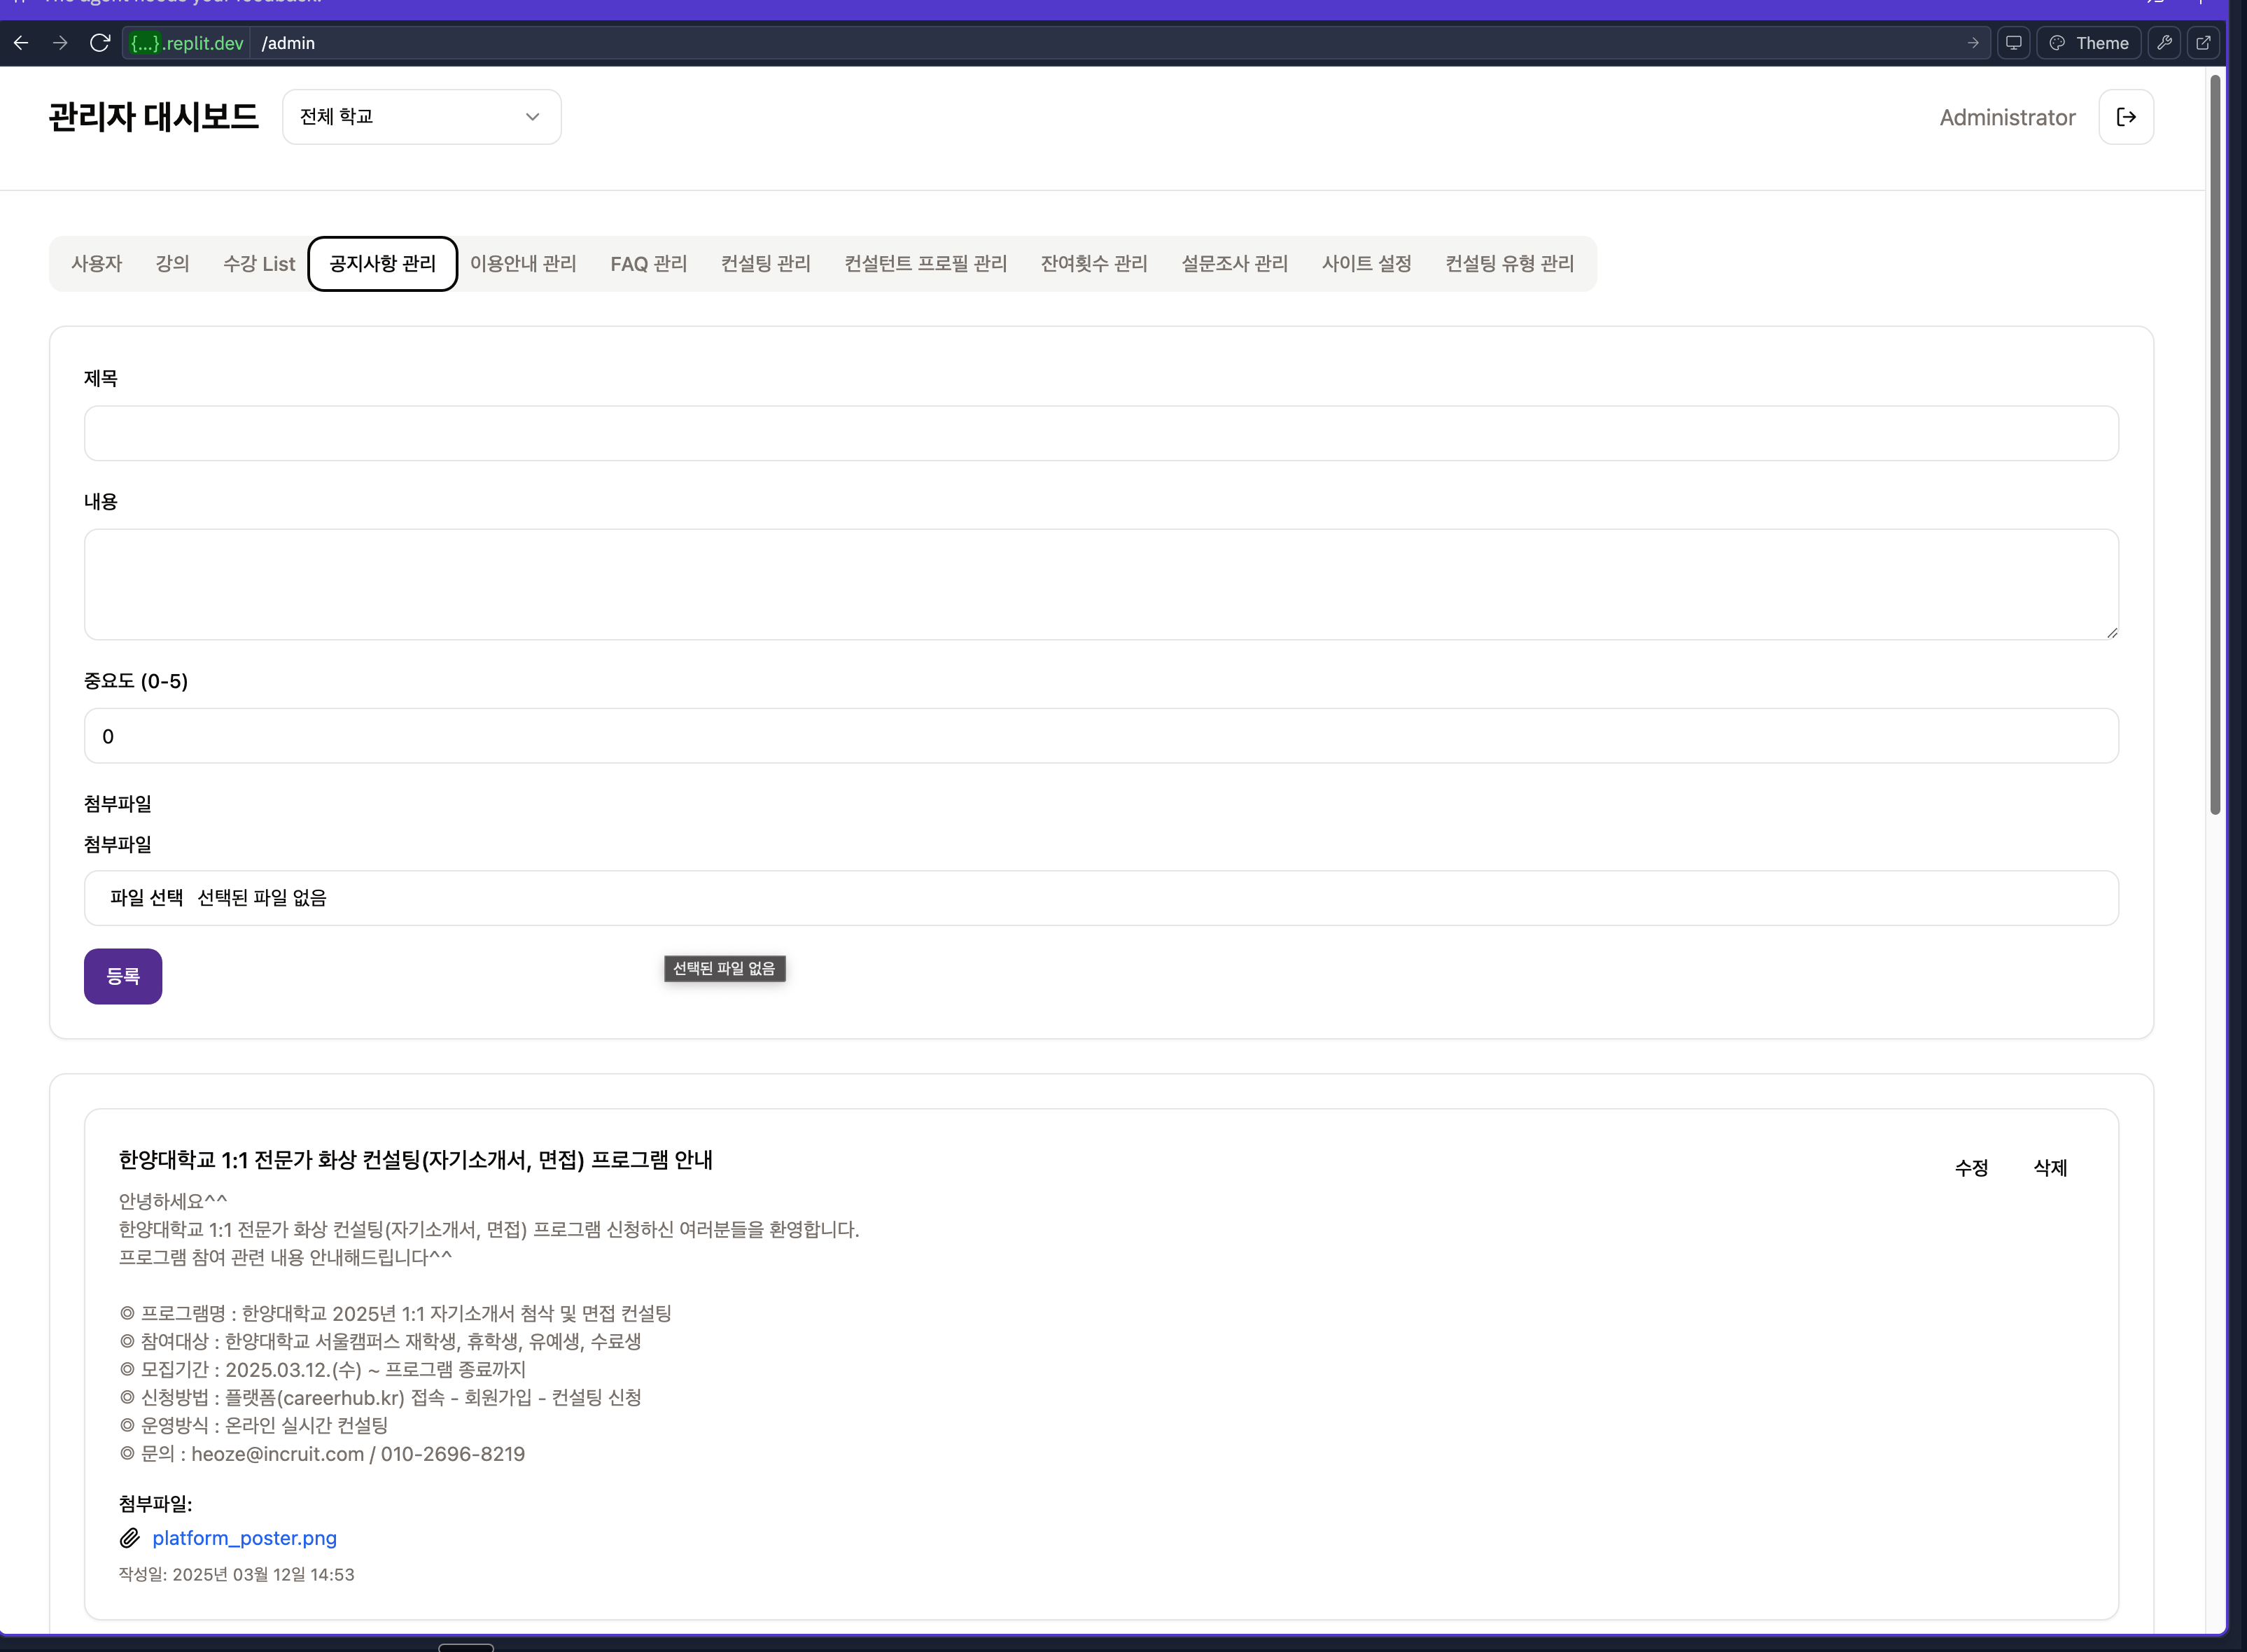 The agent needs your feedback.
{...}.replit.dev /admin
Theme
관리자 대시보드
전체 학교
Administrator
사용자 강의 수강 List 공지사항 관리 이용안내 관리 FAQ 관리 컨설팅 관리 컨설턴트 프로필 관리 잔여횟수 관리 설문조사 관리 사이트 설정 컨설팅 유형 관리
제목
내용
중요도 (0-5)
0
첨부파일
첨부파일
파일 선택 선택된 파일 없음
등록
선택된 파일 없음
한양대학교 1:1 전문가 화상 컨설팅(자기소개서, 면접) 프로그램 안내
수정 삭제
안녕하세요^^
한양대학교 1:1 전문가 화상 컨설팅(자기소개서, 면접) 프로그램 신청하신 여러분들을 환영합니다.
프로그램 참여 관련 내용 안내해드립니다^^
◎ 프로그램명 : 한양대학교 2025년 1:1 자기소개서 첨삭 및 면접 컨설팅
◎ 참여대상 : 한양대학교 서울캠퍼스 재학생, 휴학생, 유예생, 수료생
◎ 모집기간 : 2025.03.12.(수) ~ 프로그램 종료까지
◎ 신청방법 : 플랫폼(careerhub.kr) 접속 - 회원가입 - 컨설팅 신청
◎ 운영방식 : 온라인 실시간 컨설팅
◎ 문의 : heoze@incruit.com / 010-2696-8219
첨부파일:
platform_poster.png
작성일: 2025년 03월 12일 14:53